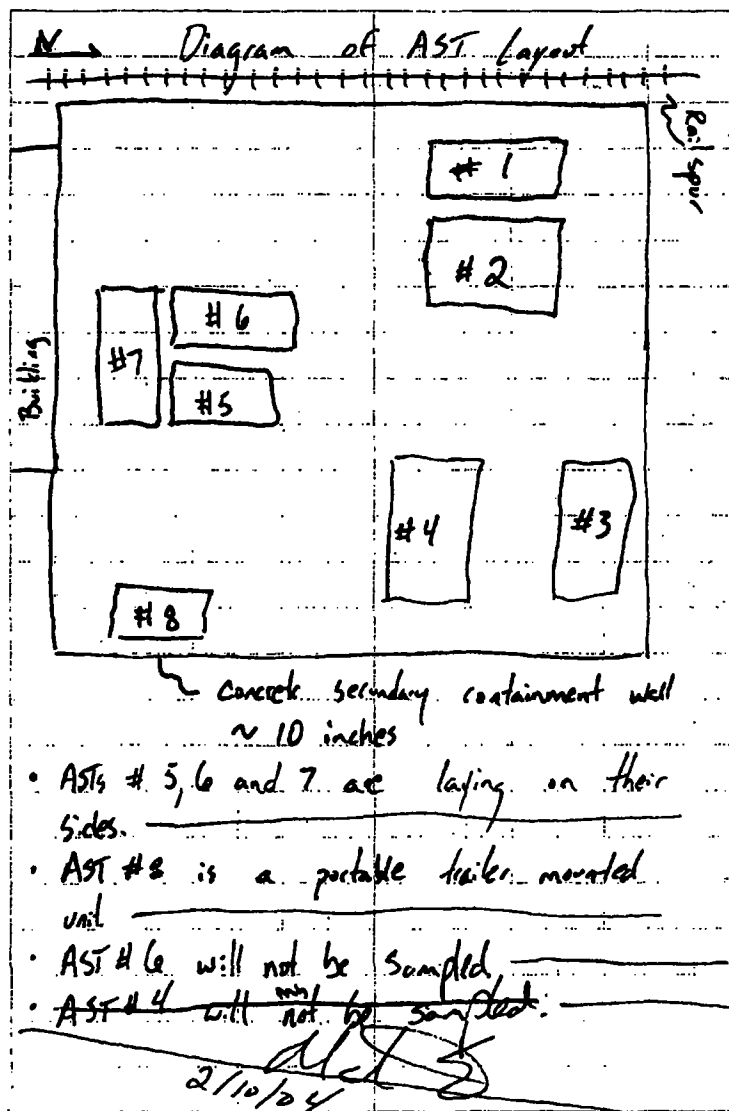 N
Diagram of AST Layout
Rail spur
# 1
# 2
# 6
#7
#5
Building
#4
#3
# 8
Concrete secondary containment wall
~ 10 inches
• ASTs # 5, 6 and 7 are laying on their
sides.
• AST #8 is a portable trailer mounted
unit
• AST # 6 will not be sampled
• AST #4 will not be sampled.
2/10/04